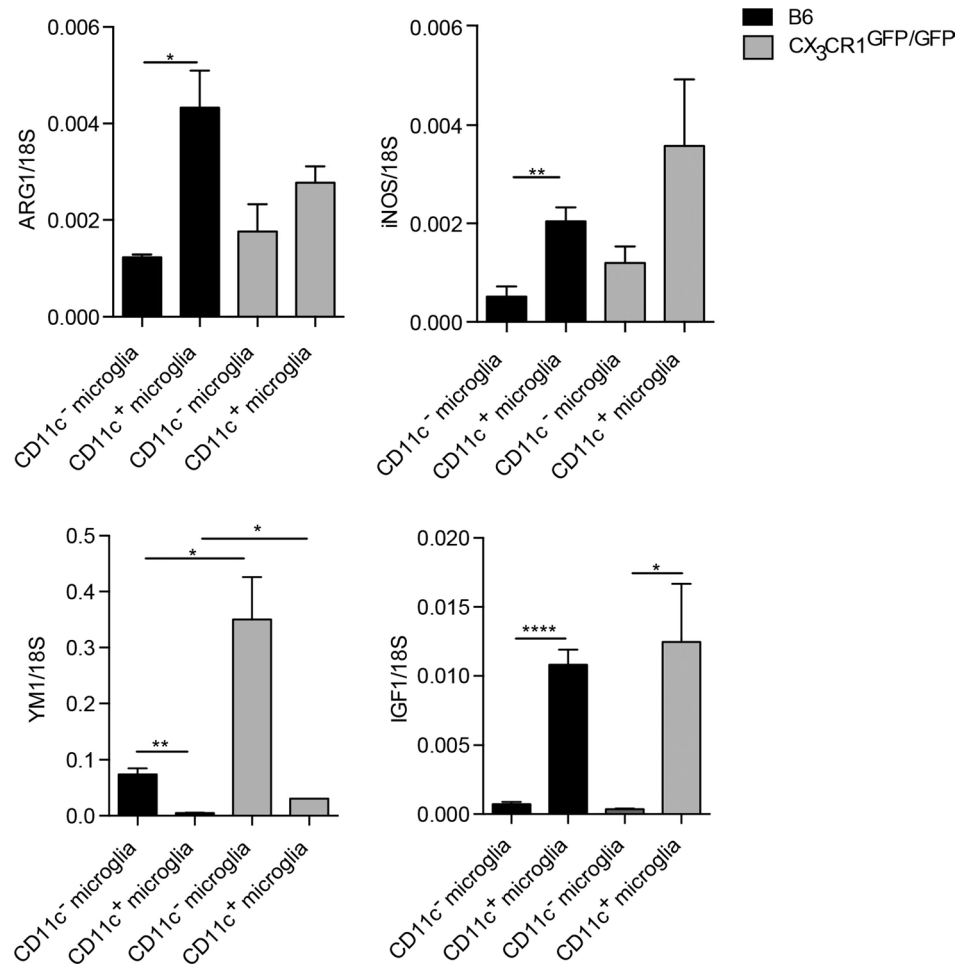 B6
CX₃CR1^GFP/GFP
ARG1/18S
0.006
0.004
0.002
0.000
*
CD11c⁻ microglia
CD11c⁺ microglia
CD11c⁻ microglia
CD11c⁺ microglia
iNOS/18S
0.006
0.004
0.002
0.000
**
CD11c⁻ microglia
CD11c⁺ microglia
CD11c⁻ microglia
CD11c⁺ microglia
YM1/18S
0.5
0.4
0.3
0.2
0.1
0.0
**
*
*
CD11c⁻ microglia
CD11c⁺ microglia
CD11c⁻ microglia
CD11c⁺ microglia
IGF1/18S
0.020
0.015
0.010
0.005
0.000
****
*
CD11c⁻ microglia
CD11c⁺ microglia
CD11c⁻ microglia
CD11c⁺ microglia